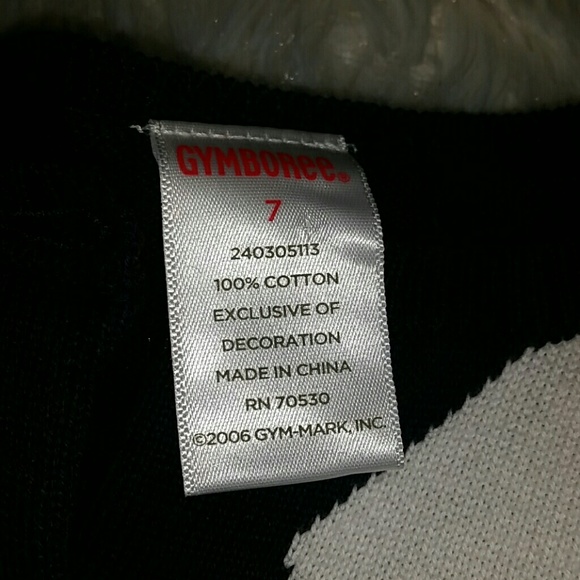 GYMBORee®
7
240305113
100% COTTON
EXCLUSIVE OF
DECORATION
MADE IN CHINA
RN 70530
©2006 GYM-MARK, INC.